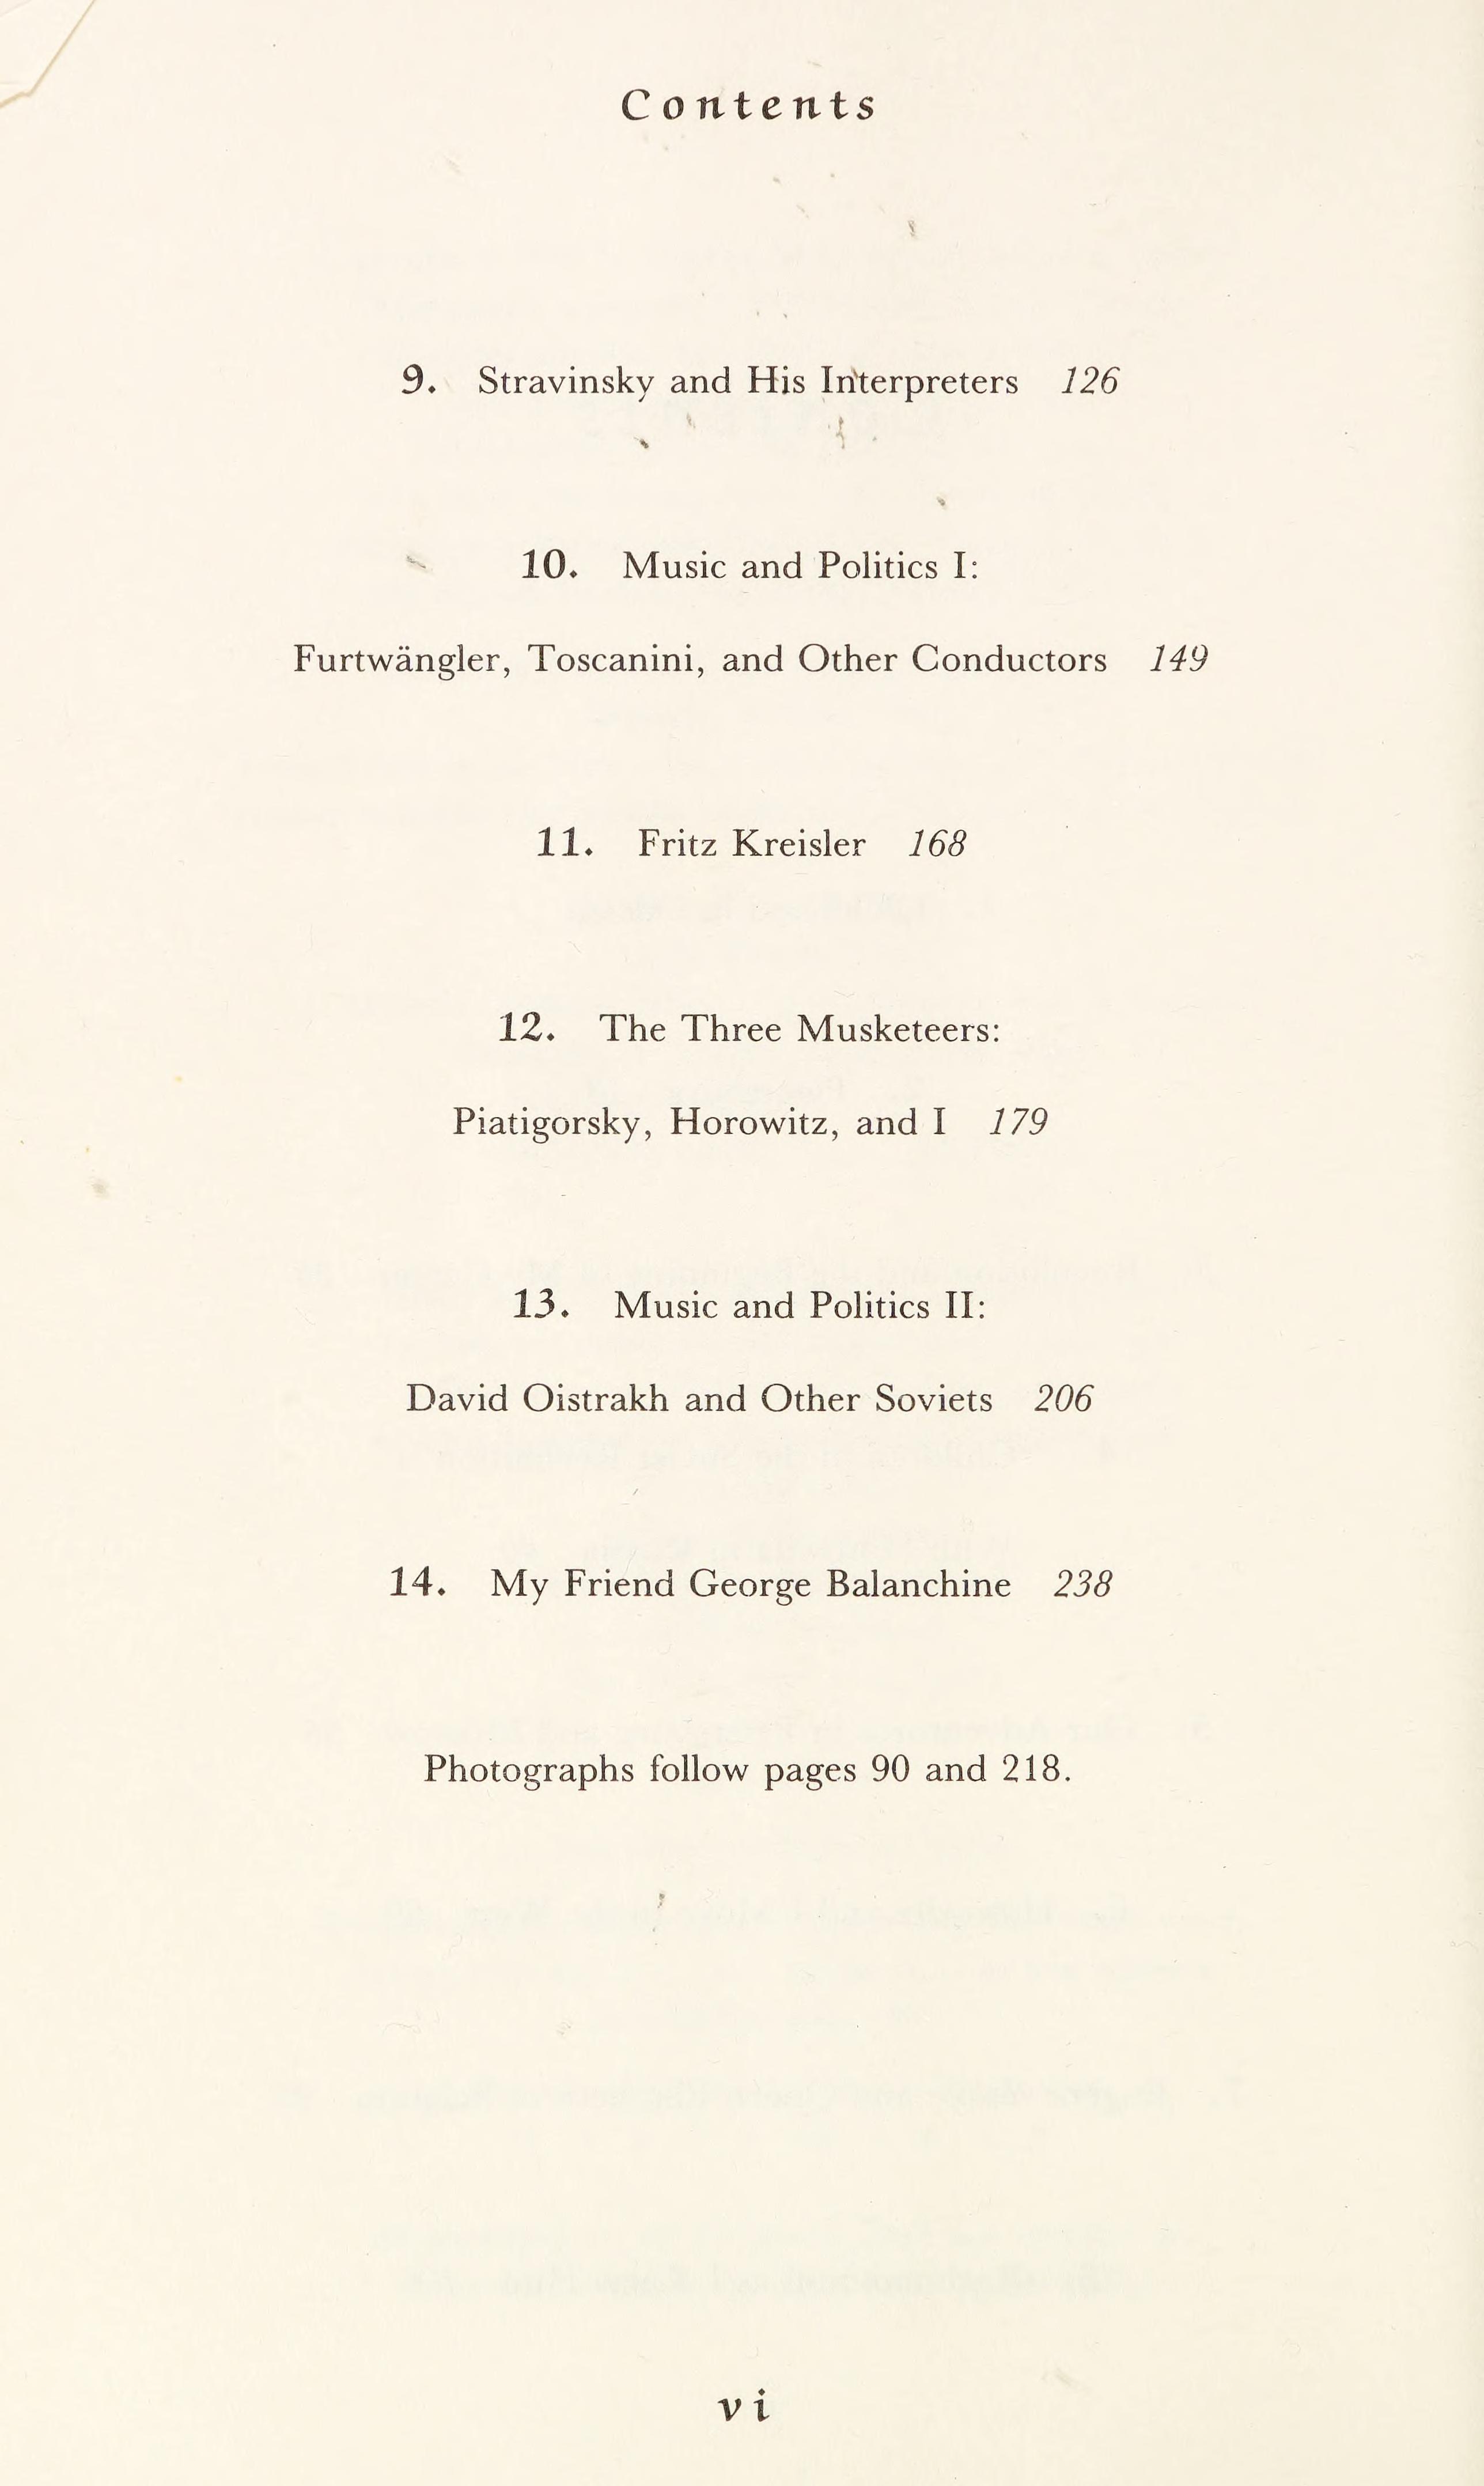 Contents
9. Stravinsky and His Interpreters 126
10. Music and Politics I:
Furtwängler, Toscanini, and Other Conductors 149
11. Fritz Kreisler 168
12. The Three Musketeers:
Piatigorsky, Horowitz, and I 179
13. Music and Politics II:
David Oistrakh and Other Soviets 206
14. My Friend George Balanchine 238
Photographs follow pages 90 and 218.
vi